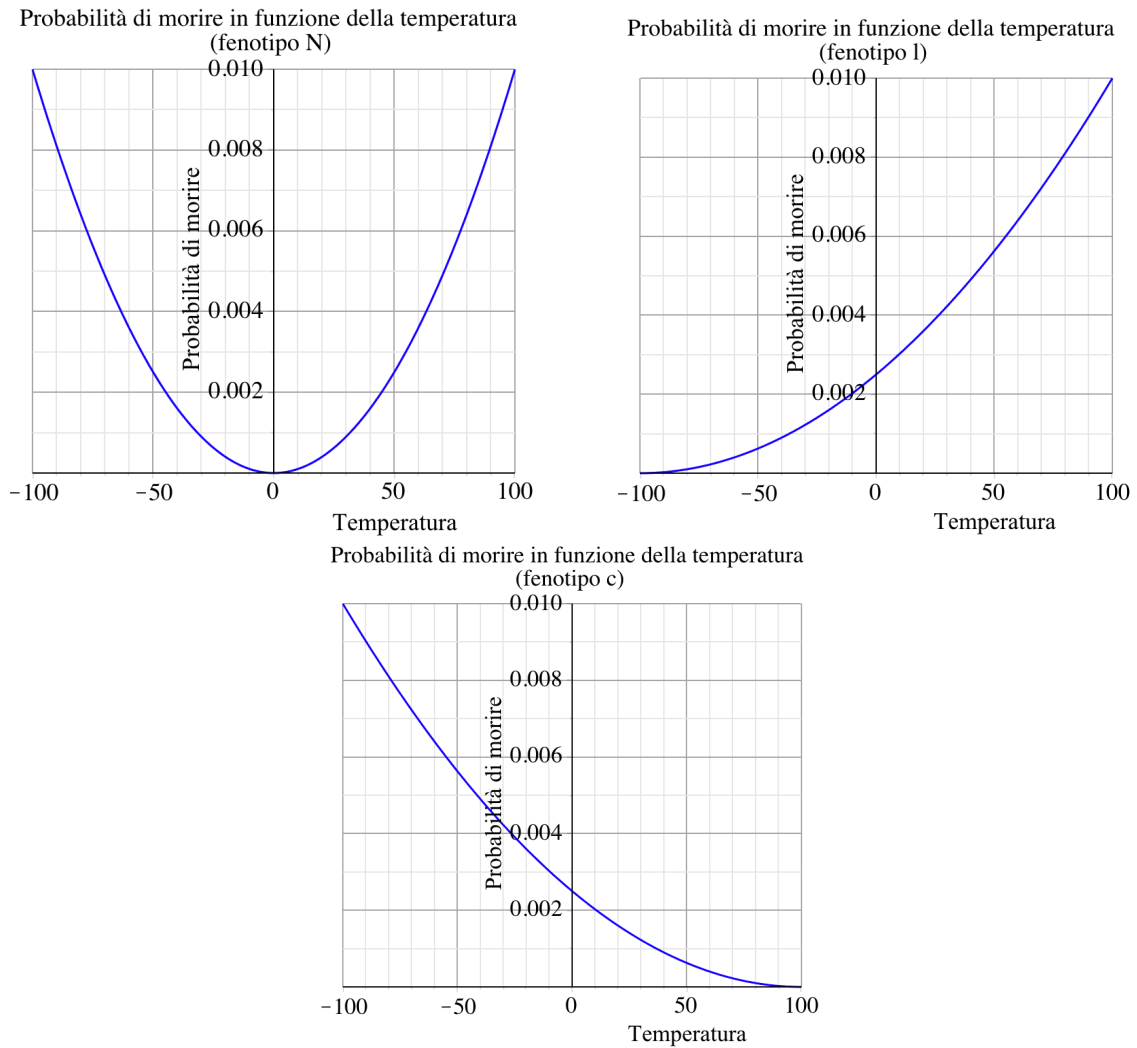 Probabilità di morire in funzione della temperatura
(fenotipo N)
0.010
0.008
0.006
0.004
0.002
Probabilità di morire
−100
−50
0
50
100
Temperatura
Probabilità di morire in funzione della temperatura
(fenotipo l)
0.010
0.008
0.006
0.004
0.002
Probabilità di morire
−100
−50
0
50
100
Temperatura
Probabilità di morire in funzione della temperatura
(fenotipo c)
0.010
0.008
0.006
0.004
0.002
Probabilità di morire
−100
−50
0
50
100
Temperatura